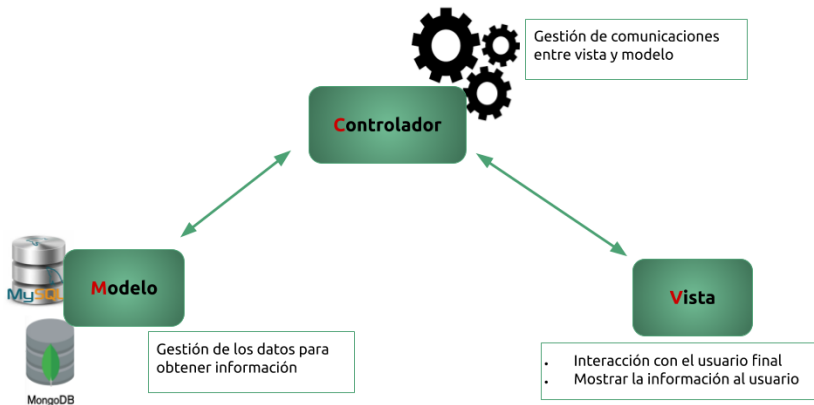 Gestión de comunicaciones
entre vista y modelo
Controlador
MySQL
Modelo
Vista
MongoDB
Gestión de los datos para
obtener información
• Interacción con el usuario final
• Mostrar la información al usuario